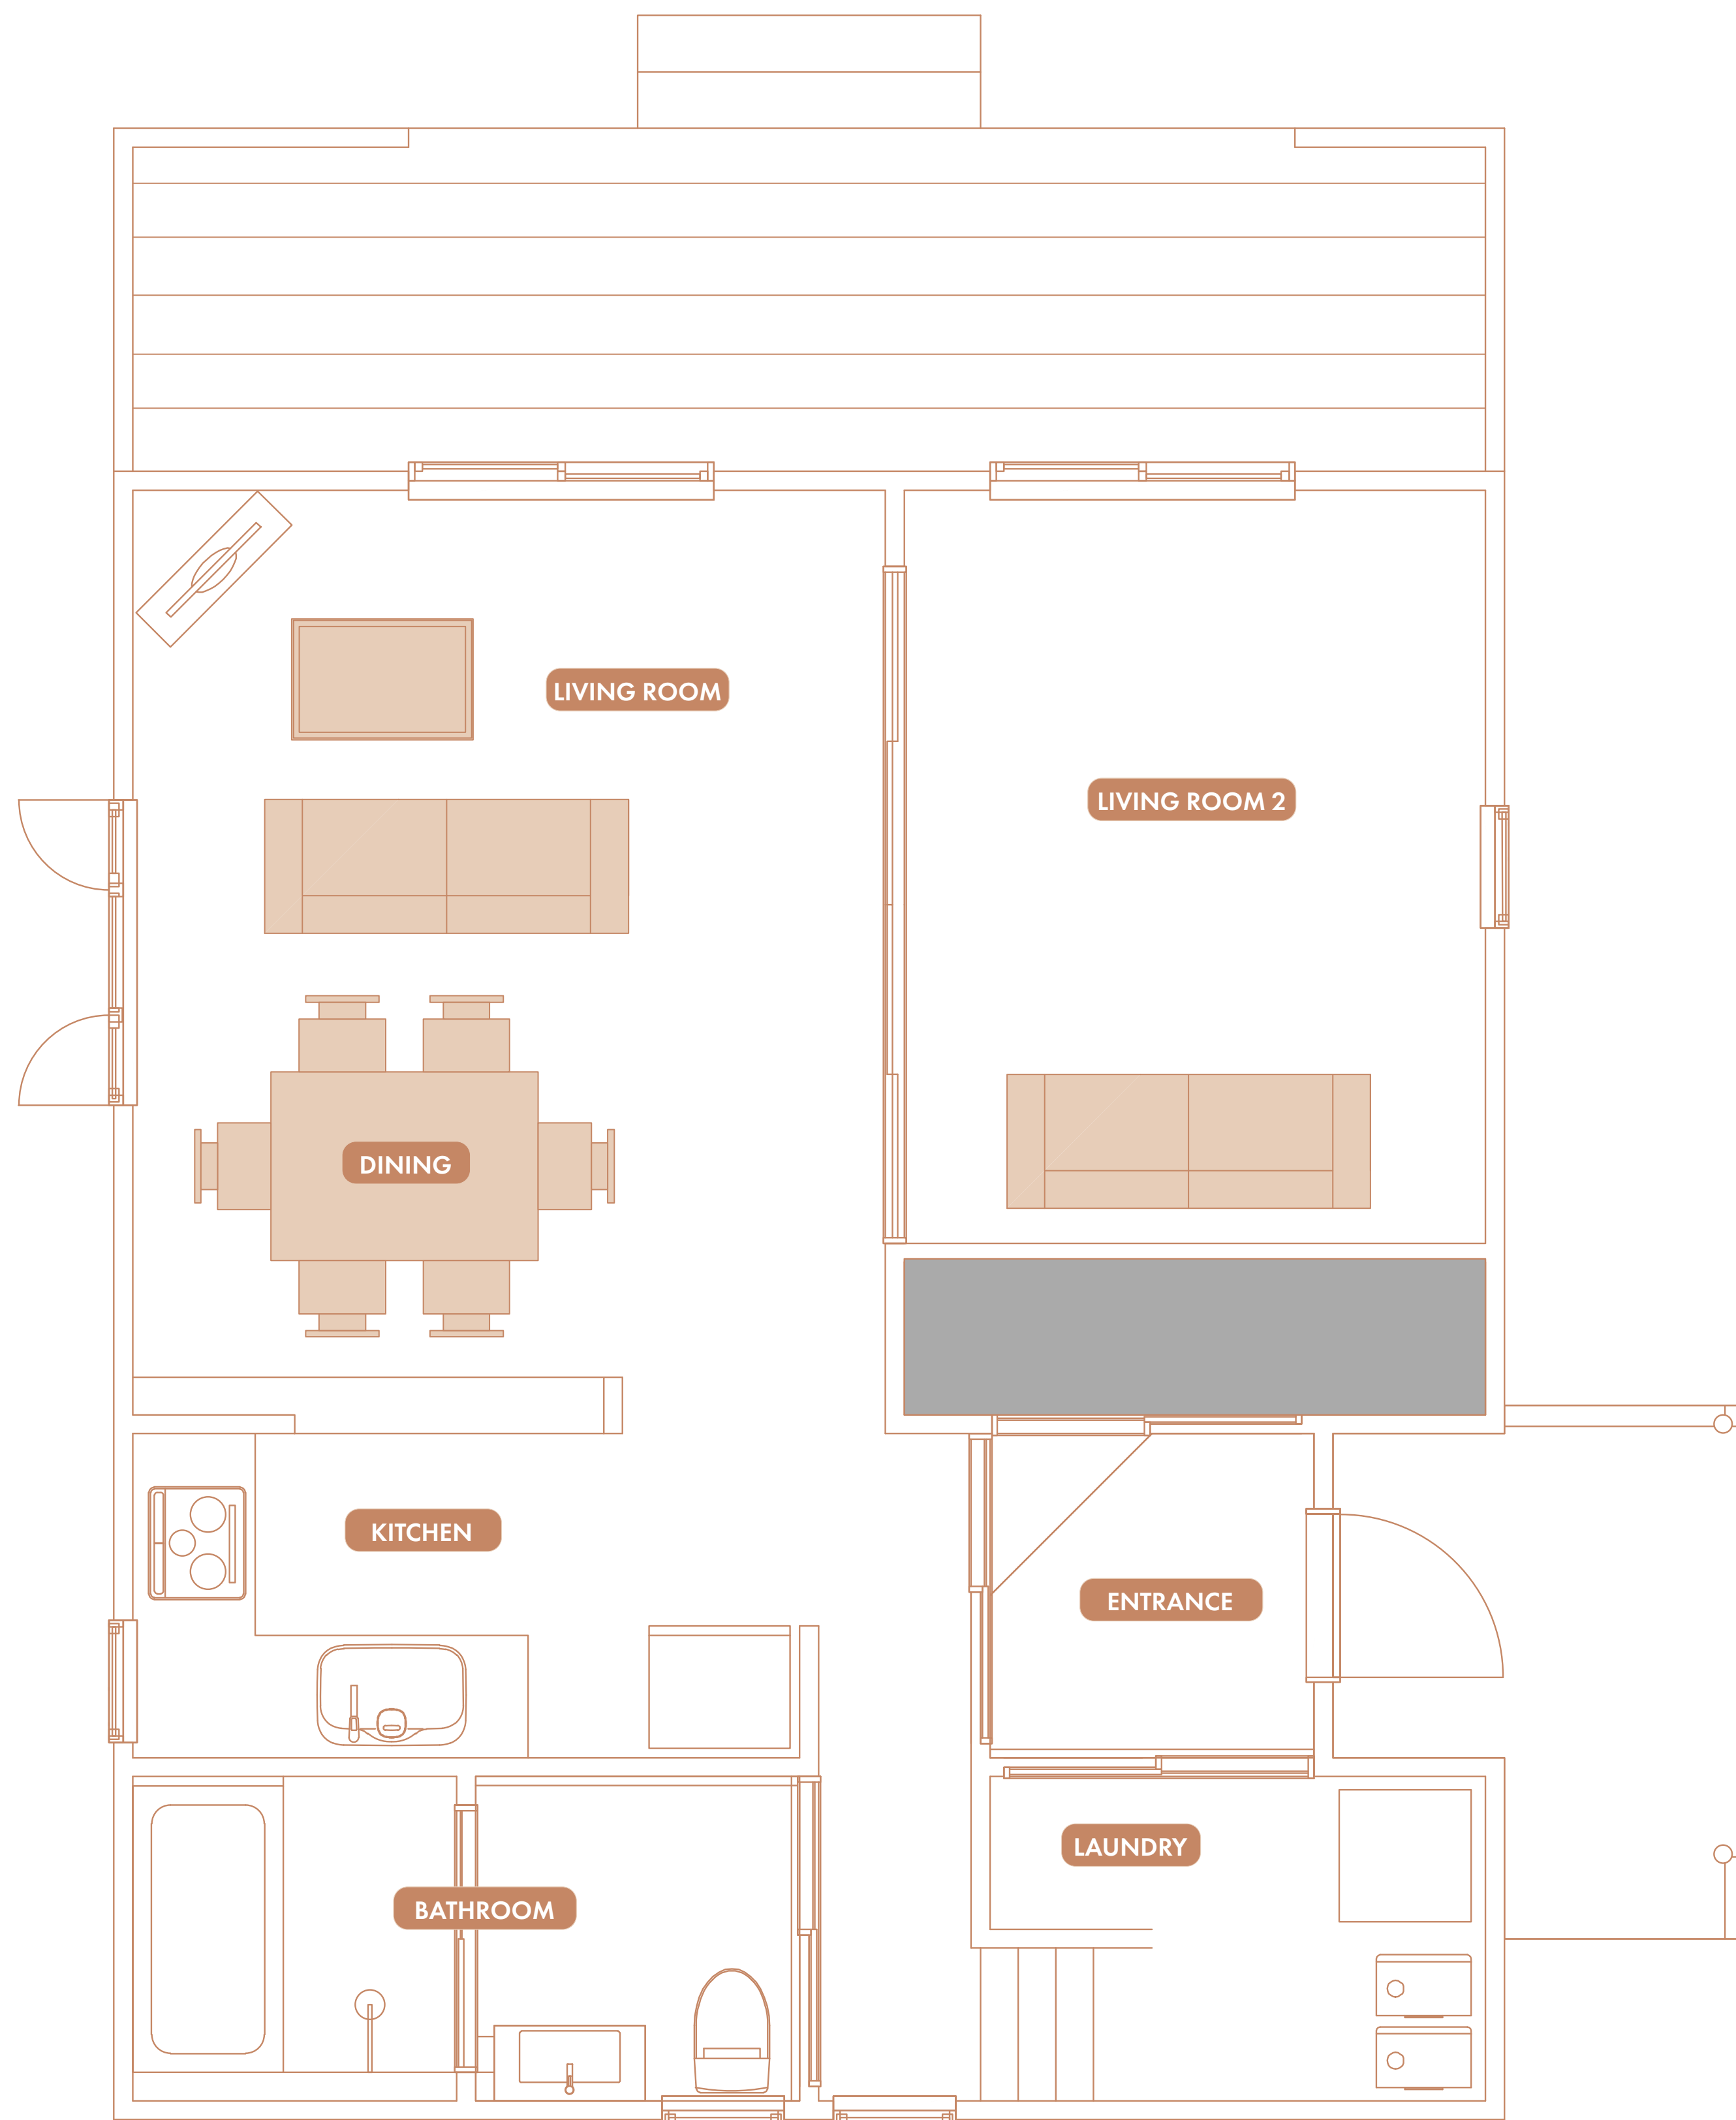 LIVING ROOM
LIVING ROOM 2
DINING
KITCHEN
ENTRANCE
LAUNDRY
BATHROOM